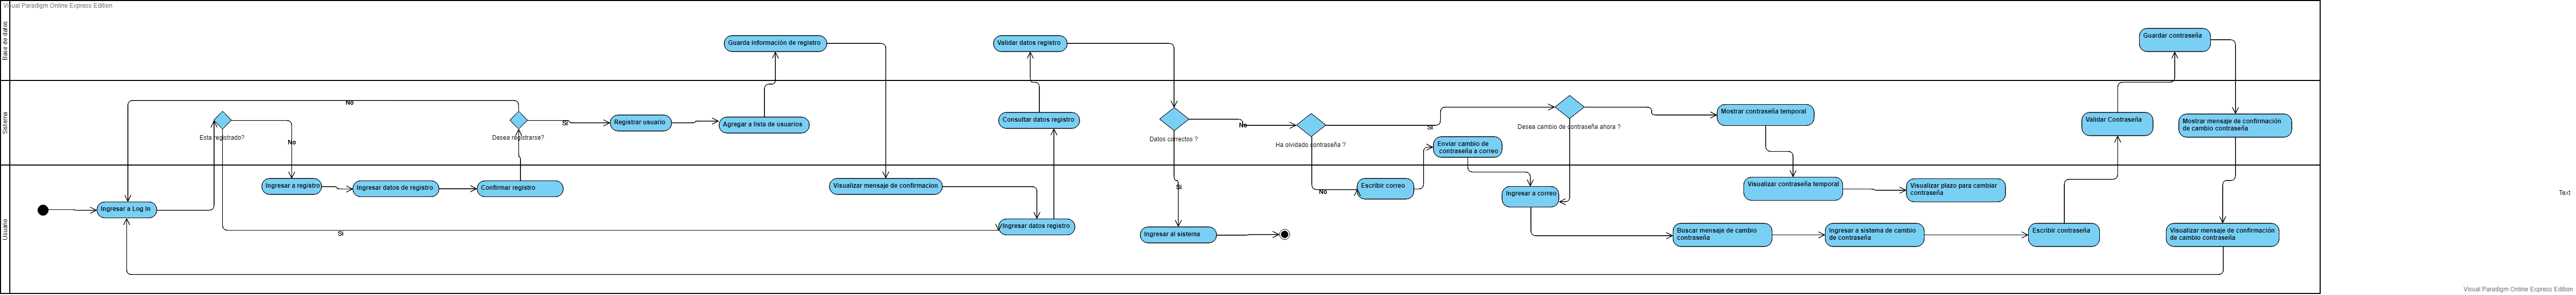 Visual Paradigm Online Express Edition
Base de datos
Guarda información de registro
Validar datos registro
Guardar contraseña
Sistema
No
Esta registrado?
No
Desea registrarse?
Si
Registrar usuario
Agregar a lista de usuarios
Consultar datos registro
Datos correctos ?
No
Si
Ha olvidado contraseña ?
Si
No
Enviar cambio de
contraseña a correo
Desea cambio de contraseña ahora ?
Mostrar contraseña temporal
Validar Contraseña
Mostrar mensaje de confirmación
de cambio contraseña
Usuario
Ingresar a Log In
Ingresar a registro
Ingresar datos de registro
Confirmar registro
Si
Visualizar mensaje de confirmacion
Ingresar datos registro
Ingresar al sistema
Escribir correo
Ingresar a correo
Visualizar contraseña temporal
Visualizar plazo para cambiar
contraseña
Buscar mensaje de cambio
contraseña
Ingresar a sistema de cambio
de contraseña
Escribir contraseña
Visualizar mensaje de confirmación
de cambio contraseña
Text
Visual Paradigm Online Express Edition